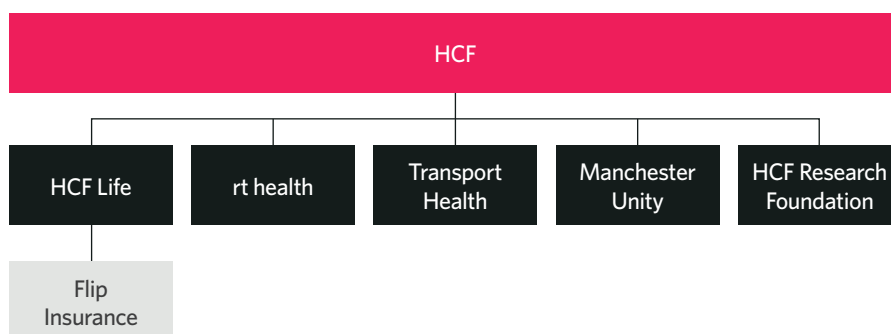 HCF
HCF Life
rt health
Transport
Health
Manchester
Unity
HCF Research
Foundation
Flip
Insurance